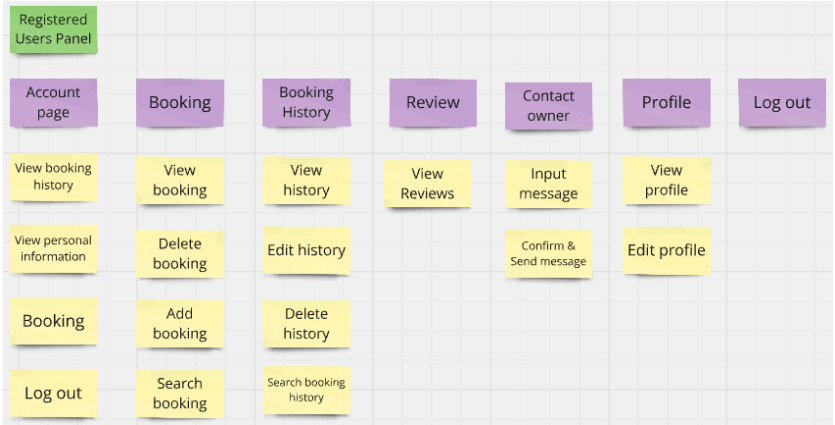 Registered
Users Panel
Account
page
Booking
Booking
History
Review
Contact
owner
Profile
Log out
View booking
history
View
booking
View
history
View
Reviews
Input
message
View
profile
View personal
information
Delete
booking
Edit history
Confirm &
Send message
Edit profile
Booking
Add
booking
Delete
history
Log out
Search
booking
Search booking
history